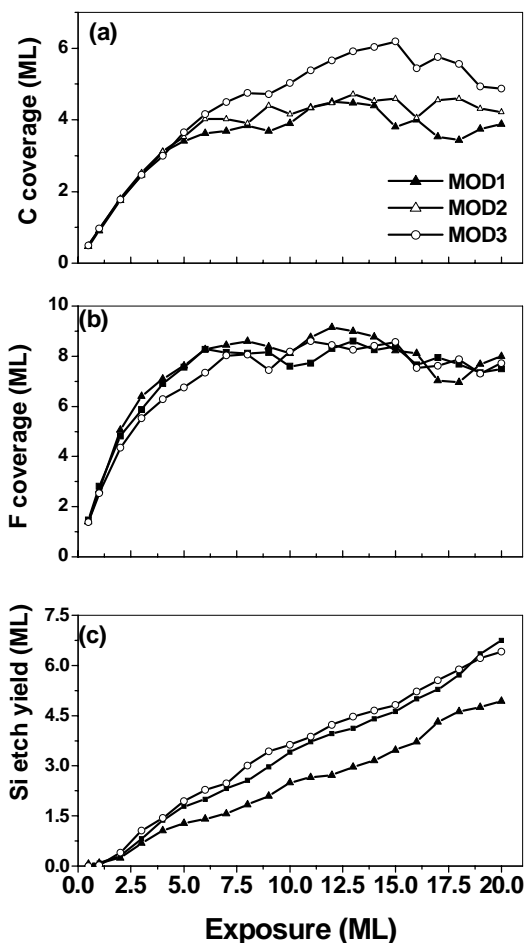 (a)
C coverage (ML)
6
4
2
0
MOD1
MOD2
MOD3
(b)
F coverage (ML)
10
8
6
4
2
0
(c)
Si etch yield (ML)
7.5
6.0
4.5
3.0
1.5
0.0
0.0 2.5 5.0 7.5 10.0 12.5 15.0 17.5 20.0
Exposure (ML)